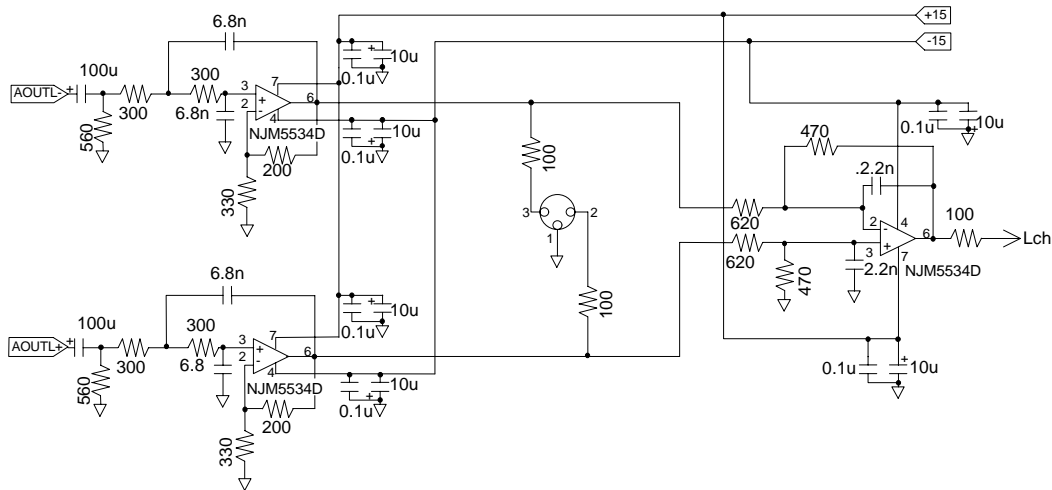 6.8n
+15
-15
100u
300
+
10u
0.1u
AOUTL-
+
300
3
+
7
6
2
-
4
6.8n
NJM5534D
+
10u
0.1u
560
200
330
100
3
2
1
470
.2.2n
0.1u
10u
+
620
2
-
4
6
100
Lch
620
3
+
7
2.2n
NJM5534D
470
6.8n
+
10u
0.1u
100
100u
300
AOUTL+
+
300
3
+
7
6
2
-
4
6.8
NJM5534D
10u
+
0.1u
560
200
330
0.1u
+
10u